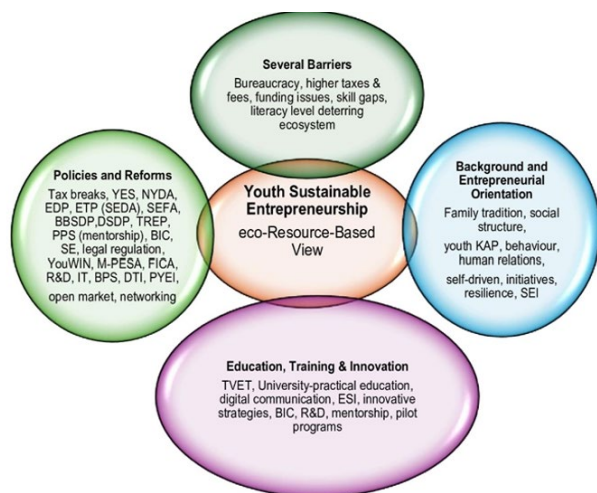 Several Barriers
Bureaucracy, higher taxes &
fees, funding issues, skill gaps,
literacy level deterring
ecosystem
Policies and Reforms
Tax breaks, YES, NYDA,
EDP, ETP (SEDA), SEFA,
BBSDP,DSDP, TREP,
PPS (mentorship), BIC,
SE, legal regulation,
YouWIN, M-PESA, FICA,
R&D, IT, BPS, DTI, PYEI,
open market, networking
Youth Sustainable
Entrepreneurship
eco-Resource-Based
View
Background and
Entrepreneurial
Orientation
Family tradition, social
structure,
youth KAP, behaviour,
human relations,
self-driven, initiatives,
resilience, SEI
Education, Training & Innovation
TVET, University-practical education,
digital communication, ESI, innovative
strategies, BIC, R&D, mentorship, pilot
programs